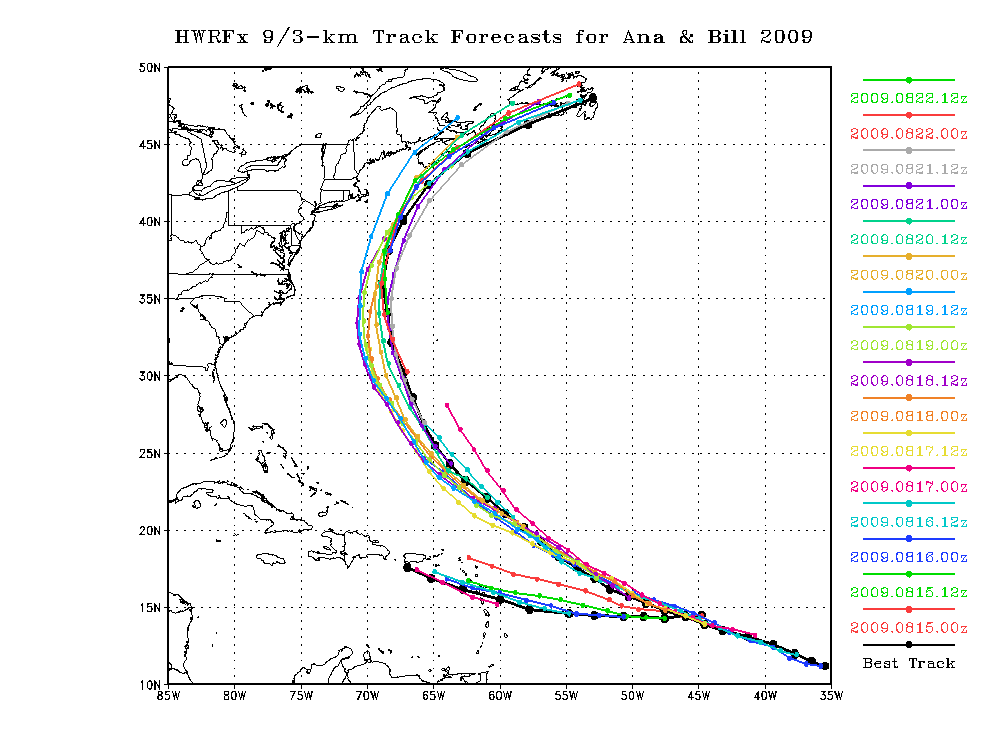 HWRFx 9/3-km Track Forecasts for Ana & Bill 2009
50N
45N
40N
35N
30N
25N
20N
15N
10N
85W 80W 75W 70W 65W 60W 55W 50W 45W 40W 35W
2009.0822.12z
2009.0822.00z
2009.0821.12z
2009.0821.00z
2009.0820.12z
2009.0820.00z
2009.0819.12z
2009.0819.00z
2009.0818.12z
2009.0818.00z
2009.0817.12z
2009.0817.00z
2009.0816.12z
2009.0816.00z
2009.0815.12z
2009.0815.00z
Best Track